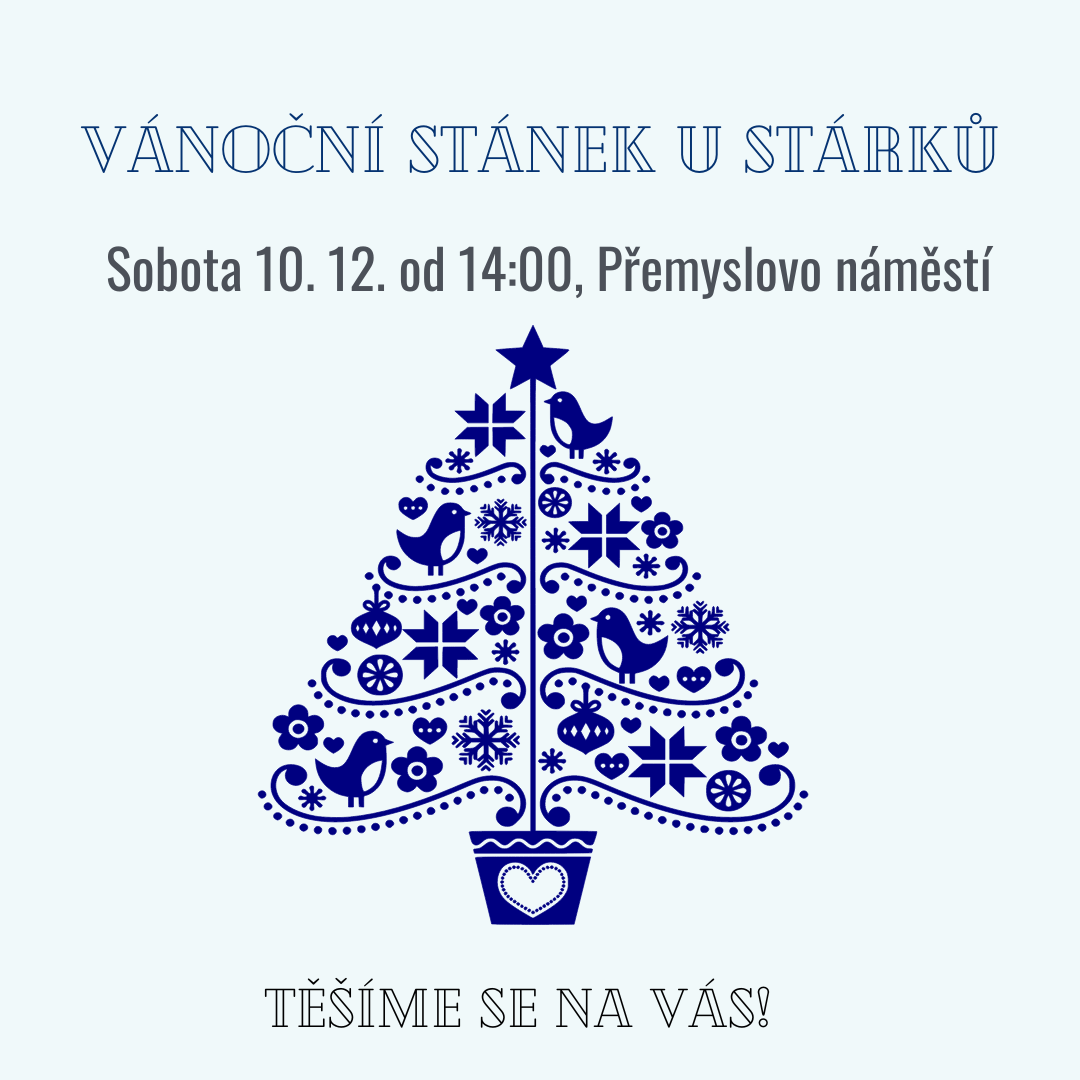 VÁNOČNÍ STÁNEK U STÁRKŮ
Sobota 10. 12. od 14:00, Přemyslovo náměstí
TĚŠÍME SE NA VÁS!